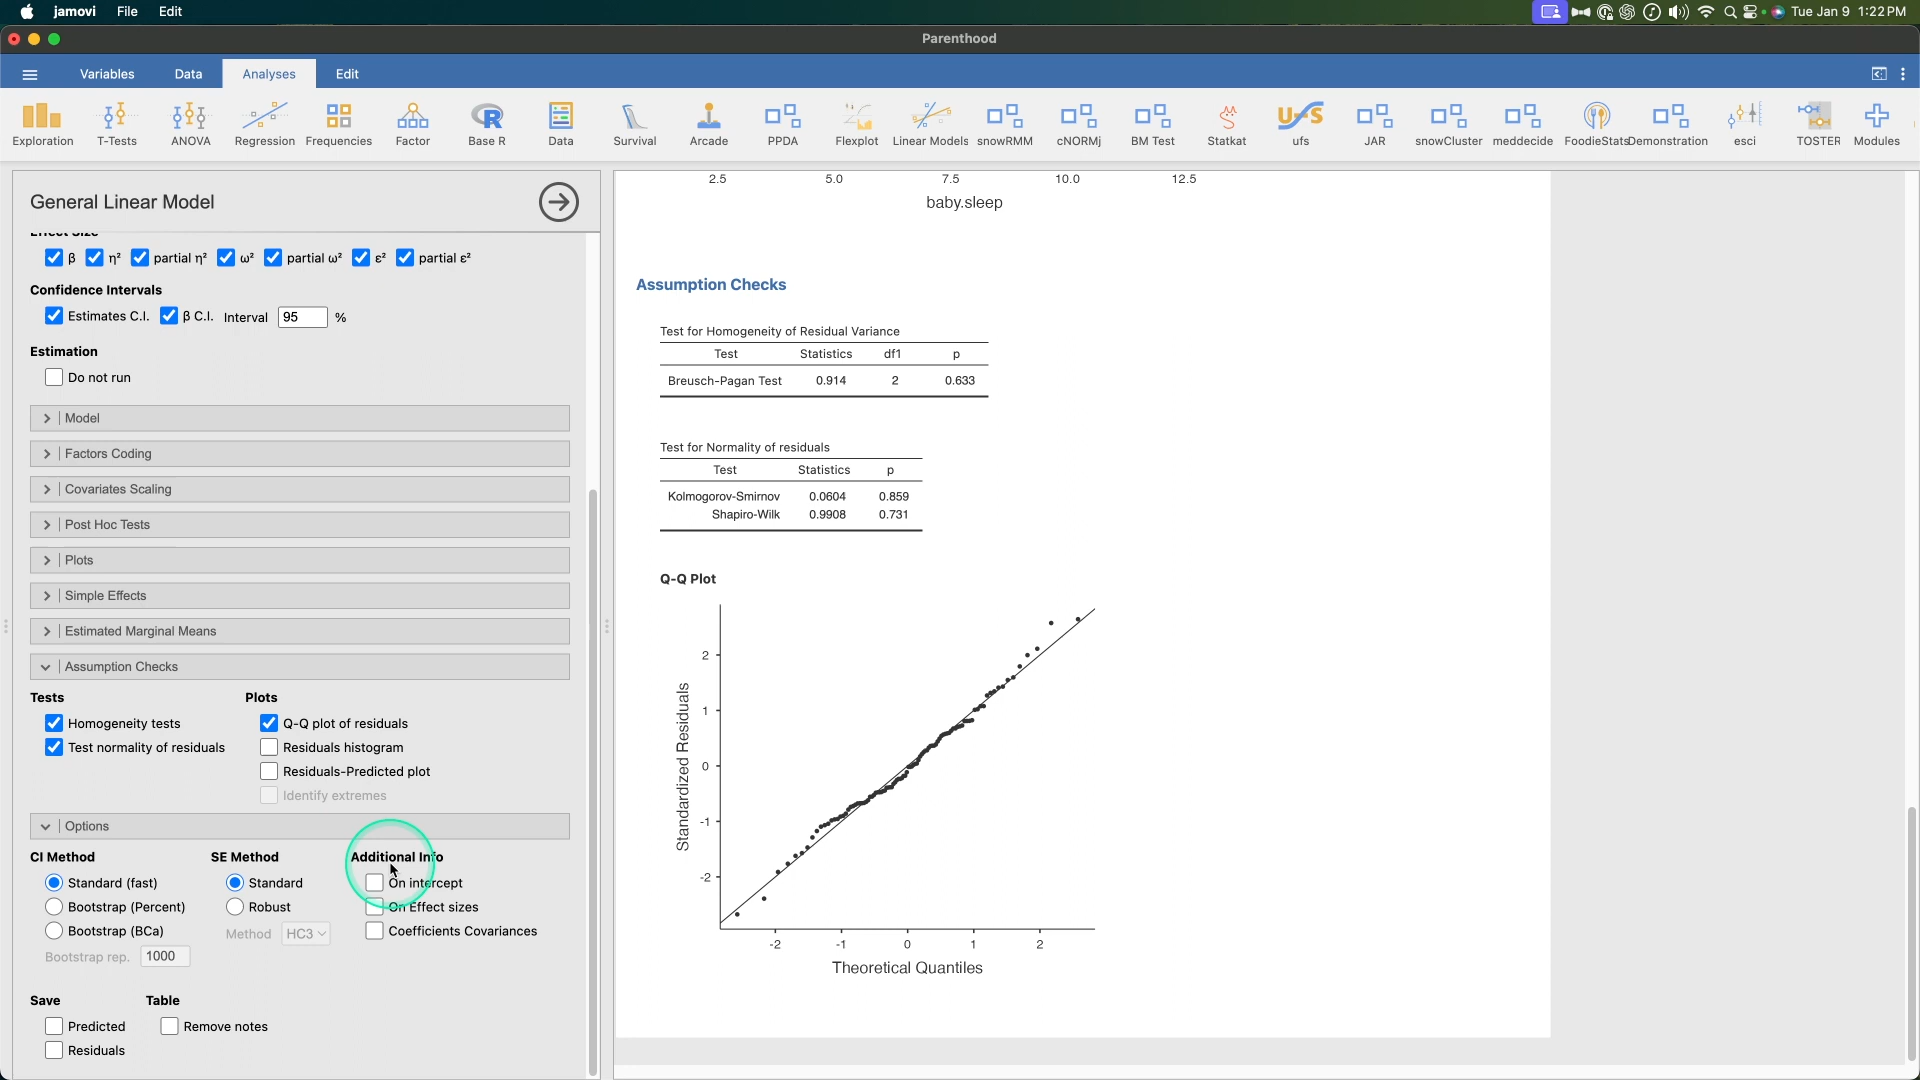 jamovi File Edit
Tue Jan 9 1:22 PM
Parenthood
Variables Data Analyses Edit
Exploration T-Tests ANOVA Regression Frequencies Factor Base R Data Survival Arcade PPDA Flexplot Linear Models snowRMM cNORMj BM Test Statkat ufs JAR snowCluster meddecide FoodieStats Demonstration esci TOSTER Modules
General Linear Model
Effect Size
β η² partial η² ω² partial ω² ε² partial ε²
Confidence Intervals
Estimates C.I. β C.I. Interval 95 %
Estimation
Do not run
Model
Factors Coding
Covariates Scaling
Post Hoc Tests
Plots
Simple Effects
Estimated Marginal Means
Assumption Checks
Tests Plots
Homogeneity tests Q-Q plot of residuals
Test normality of residuals Residuals histogram
Residuals-Predicted plot
Identify extremes
Options
CI Method SE Method Additional Info
Standard (fast) Standard On intercept
Bootstrap (Percent) Robust On Effect sizes
Bootstrap (BCa) Method HC3 Coefficients Covariances
Bootstrap rep. 1000
Save Table
Predicted Remove notes
Residuals
2.5 5.0 7.5 10.0 12.5
baby.sleep
Assumption Checks
Test for Homogeneity of Residual Variance
Test Statistics df1 p
Breusch-Pagan Test 0.914 2 0.633
Test for Normality of residuals
Test Statistics p
Kolmogorov-Smirnov 0.0604 0.859
Shapiro-Wilk 0.9908 0.731
Q-Q Plot
Standardized Residuals
2
1
0
-1
-2
-2 -1 0 1 2
Theoretical Quantiles